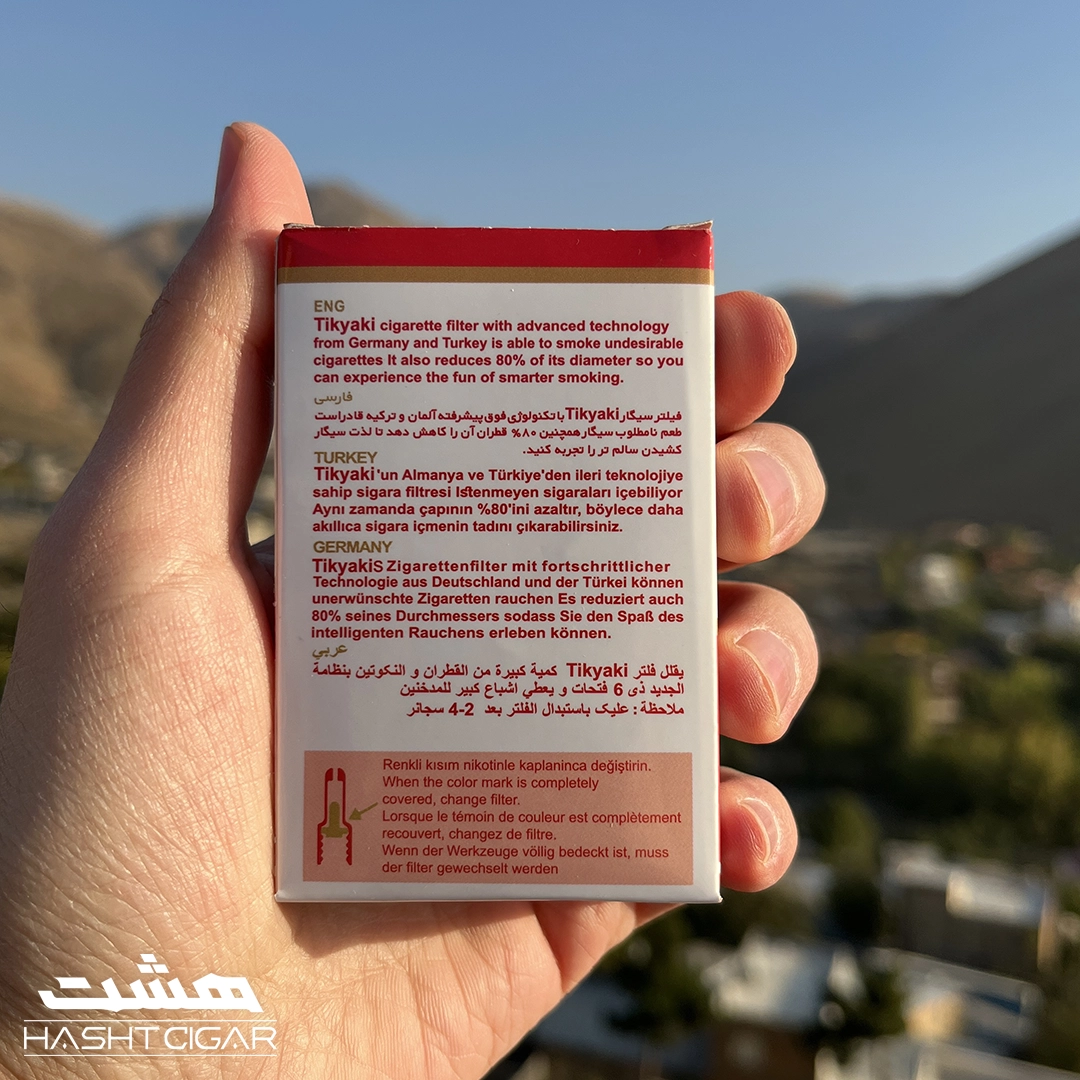 ENG
Tikyaki cigarette filter with advanced technology
from Germany and Turkey is able to smoke undesirable
cigarettes It also reduces 80% of its diameter so you
can experience the fun of smarter smoking.
فارسی
فیلتر سیگار Tikyaki با تکنولوژی فوق پیشرفته آلمان و ترکیه قادر است
طعم نامطلوب سیگار همچنین ۸۰% قطران آن را کاهش دهد تا لذت سیگار
کشیدن سالم تر را تجربه کنید.
TURKEY
Tikyaki'un Almanya ve Türkiye'den ileri teknolojiye
sahip sigara filtresi Istenmeyen sigaraları içebiliyor
Aynı zamanda çapının %80'ini azaltır, böylece daha
akıllıca sigara içmenin tadını çıkarabilirsiniz.
GERMANY
TikyakiS Zigarettenfilter mit fortschrittlicher
Technologie aus Deutschland und der Türkei können
unerwünschte Zigaretten rauchen Es reduziert auch
80% seines Durchmessers sodass Sie den Spaß des
intelligenten Rauchens erleben können.
عربي
يقلل فلتر Tikyaki كمية كبيرة من القطران و النكوتين بنظامة
الجديد ذى 6 فتحات و يعطي اشباع كبير للمدخنين
ملاحظة : عليك باستبدال الفلتر بعد 2-4 سجائر
Renkli kısım nikotinle kaplanınca değiştirin.
When the color mark is completely
covered, change filter.
Lorsque le témoin de couleur est complètement
recouvert, changez de filtre.
Wenn der Werkzeuge völlig bedeckt ist, muss
der filter gewechselt werden
هشت
HASHT CIGAR